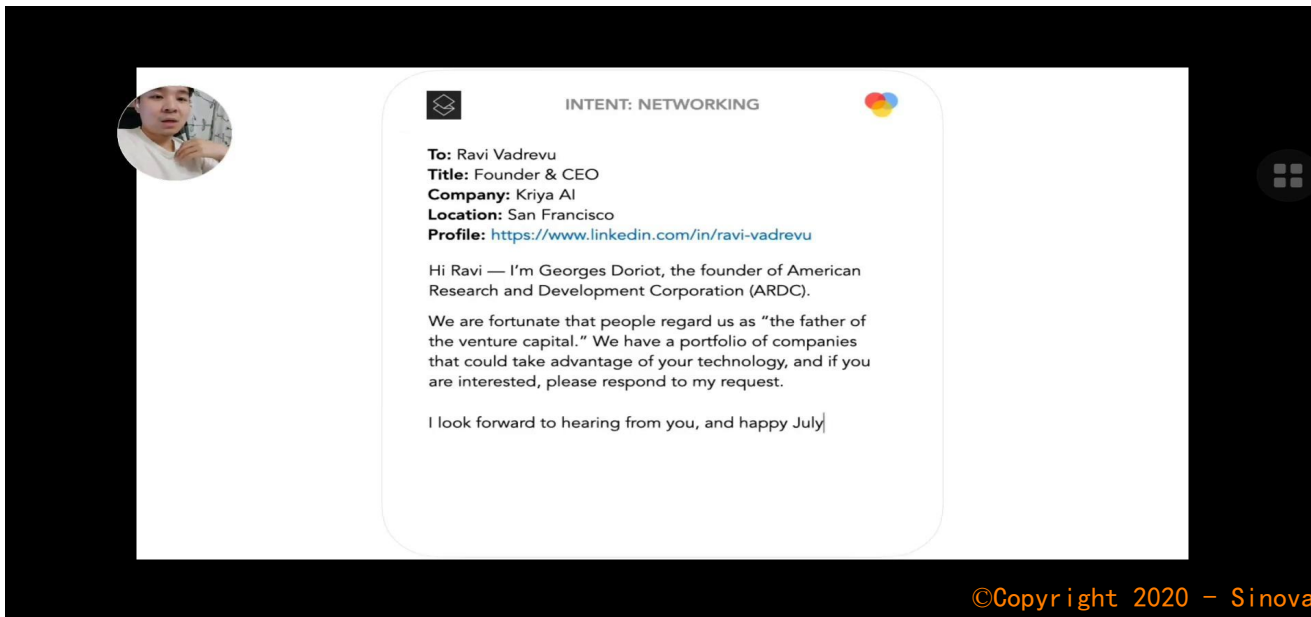 INTENT: NETWORKING
To: Ravi Vadrevu
Title: Founder & CEO
Company: Kriya AI
Location: San Francisco
Profile: https://www.linkedin.com/in/ravi-vadrevu
Hi Ravi — I'm Georges Doriot, the founder of American
Research and Development Corporation (ARDC).
We are fortunate that people regard us as “the father of
the venture capital.” We have a portfolio of companies
that could take advantage of your technology, and if you
are interested, please respond to my request.
I look forward to hearing from you, and happy July
©Copyright 2020 - Sinova